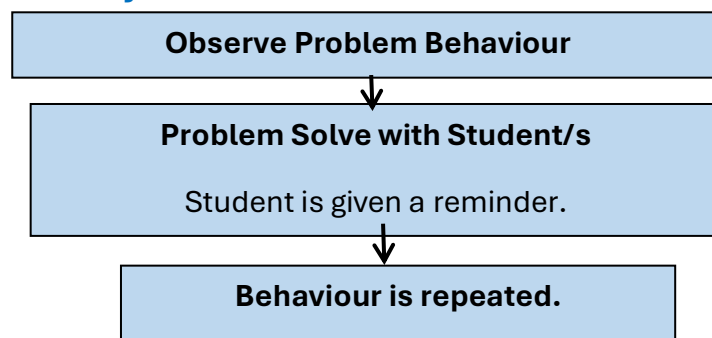 Observe Problem Behaviour
Problem Solve with Student/s
Student is given a reminder.
Behaviour is repeated.